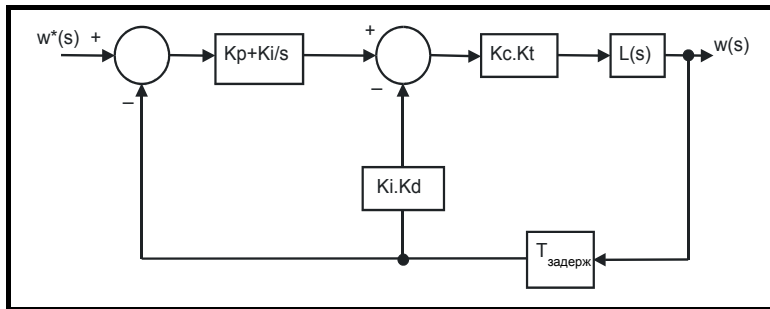 w*(s) +
Kp+Ki/s
+
Kc.Kt
L(s)
w(s)
–
–
Ki.Kd
Tзадерж